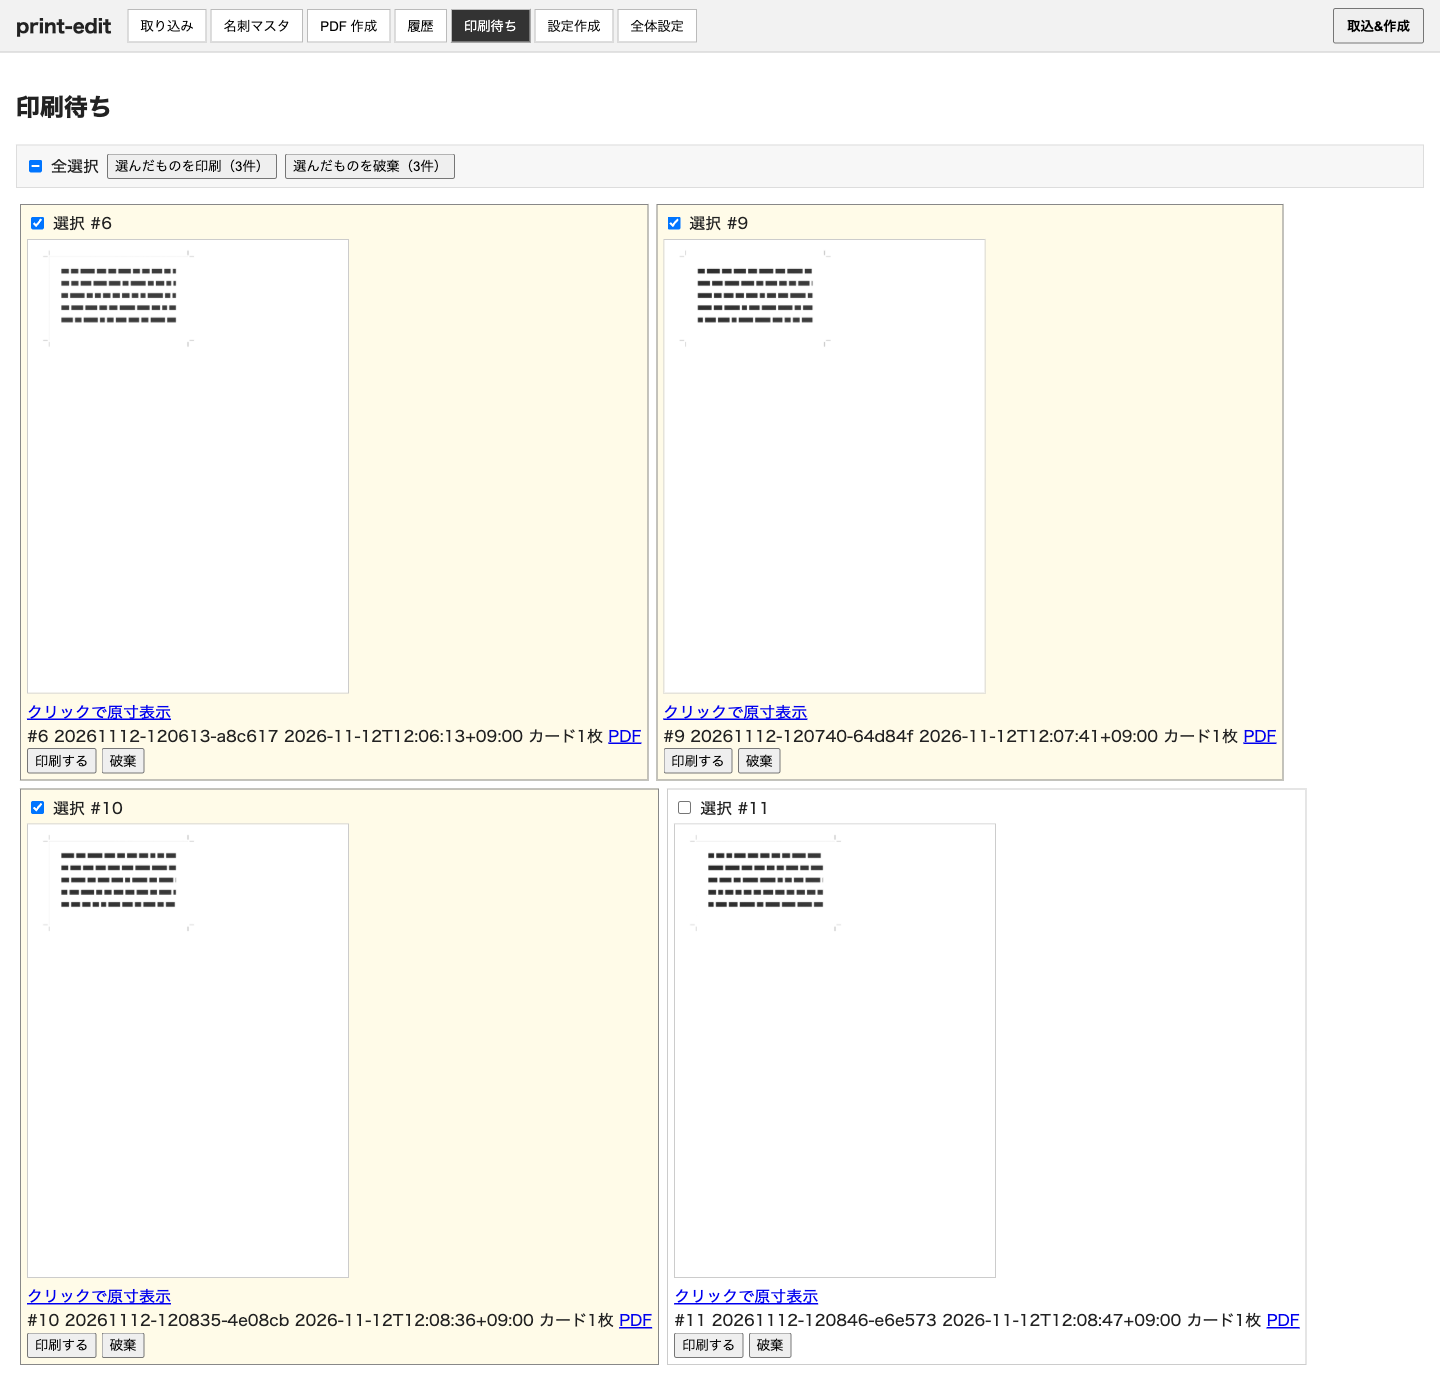 print-edit 取り込み 名刺マスタ PDF 作成 履歴 印刷待ち 設定作成 全体設定 取込&作成
印刷待ち
全選択 選んだものを印刷（3件） 選んだものを破棄（3件）
選択 #6
クリックで原寸表示
#6 20261112-120613-a8c617 2026-11-12T12:06:13+09:00 カード1枚 PDF
印刷する 破棄
選択 #9
クリックで原寸表示
#9 20261112-120740-64d84f 2026-11-12T12:07:41+09:00 カード1枚 PDF
印刷する 破棄
選択 #10
クリックで原寸表示
#10 20261112-120835-4e08cb 2026-11-12T12:08:36+09:00 カード1枚 PDF
印刷する 破棄
選択 #11
クリックで原寸表示
#11 20261112-120846-e6e573 2026-11-12T12:08:47+09:00 カード1枚 PDF
印刷する 破棄